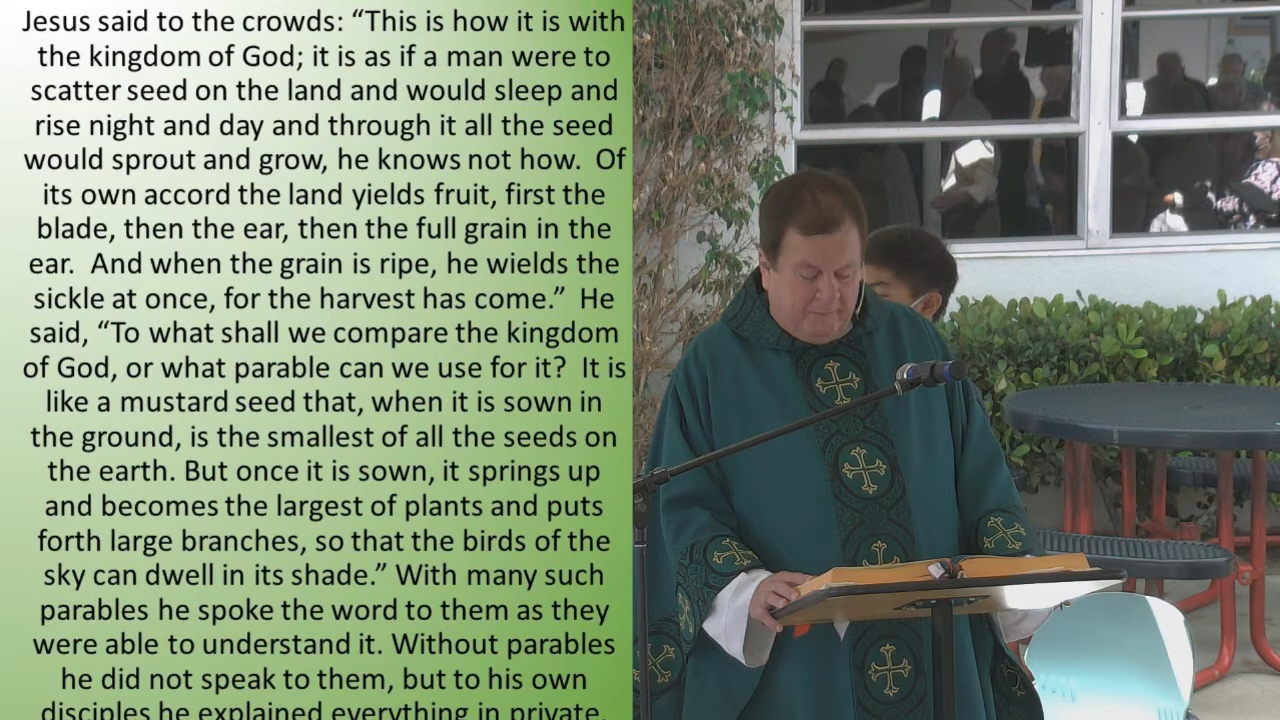 Jesus said to the crowds: “This is how it is with
the kingdom of God; it is as if a man were to
scatter seed on the land and would sleep and
rise night and day and through it all the seed
would sprout and grow, he knows not how.  Of
its own accord the land yields fruit, first the
blade, then the ear, then the full grain in the
ear.  And when the grain is ripe, he wields the
sickle at once, for the harvest has come.”  He
said, “To what shall we compare the kingdom
of God, or what parable can we use for it?  It is
like a mustard seed that, when it is sown in
the ground, is the smallest of all the seeds on
the earth. But once it is sown, it springs up
and becomes the largest of plants and puts
forth large branches, so that the birds of the
sky can dwell in its shade.” With many such
parables he spoke the word to them as they
were able to understand it. Without parables
he did not speak to them, but to his own
disciples he explained everything in private.